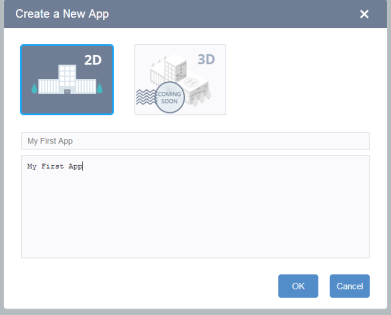 Create a New App
2D
3D
COMING
SOON
My First App
My First App
OK
Cancel